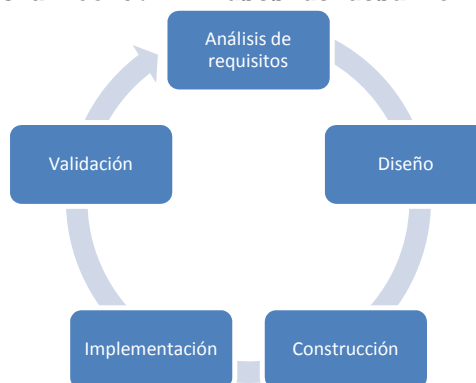 Análisis de
requisitos
Diseño
Construcción
Implementación
Validación